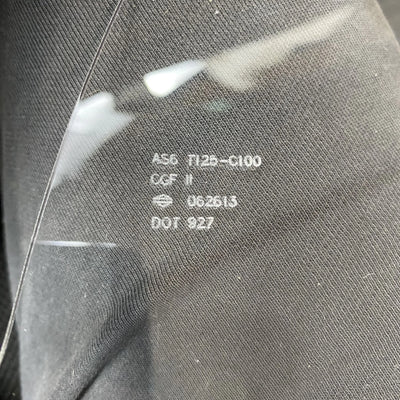 AS6 T125-C100
CGF II
062613
DOT 927